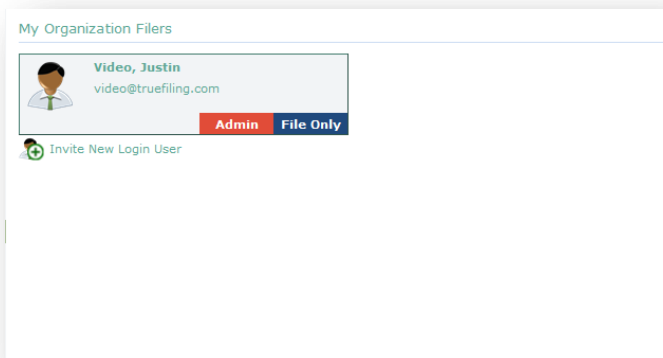 My Organization Filers
Video, Justin
video@truefiling.com
Admin File Only
Invite New Login User